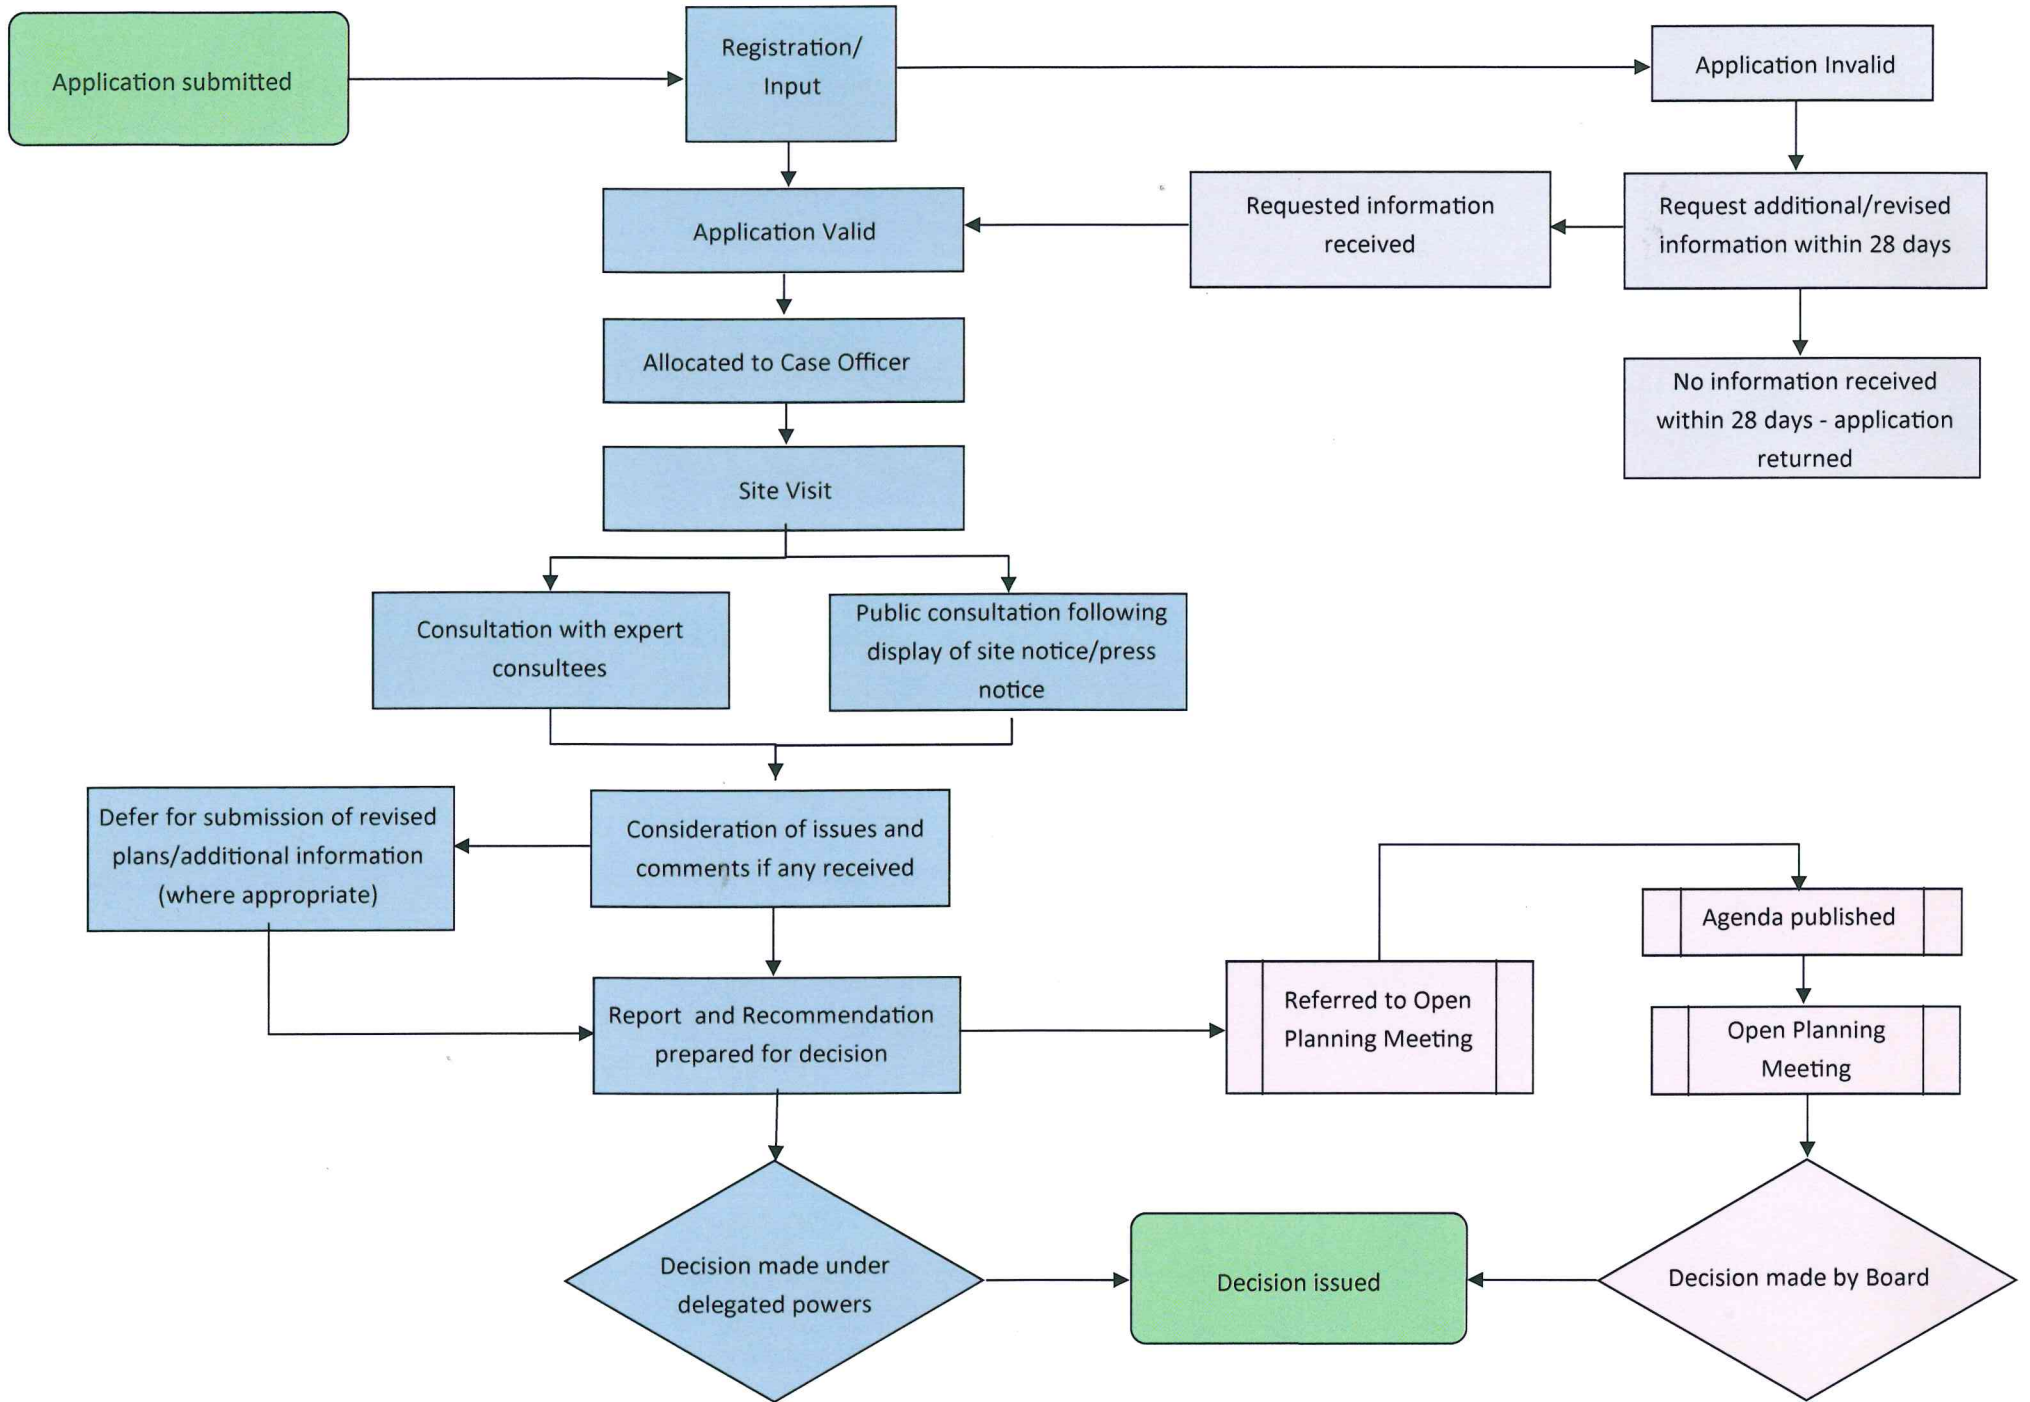 Application submitted
Registration/
Input
Application Invalid
Application Valid
Requested information
received
Request additional/revised
information within 28 days
Allocated to Case Officer
No information received
within 28 days - application
returned
Site Visit
Consultation with expert
consultees
Public consultation following
display of site notice/press
notice
Defer for submission of revised
plans/additional information
(where appropriate)
Consideration of issues and
comments if any received
Report and Recommendation
prepared for decision
Referred to Open
Planning Meeting
Agenda published
Open Planning
Meeting
Decision made under
delegated powers
Decision issued
Decision made by Board